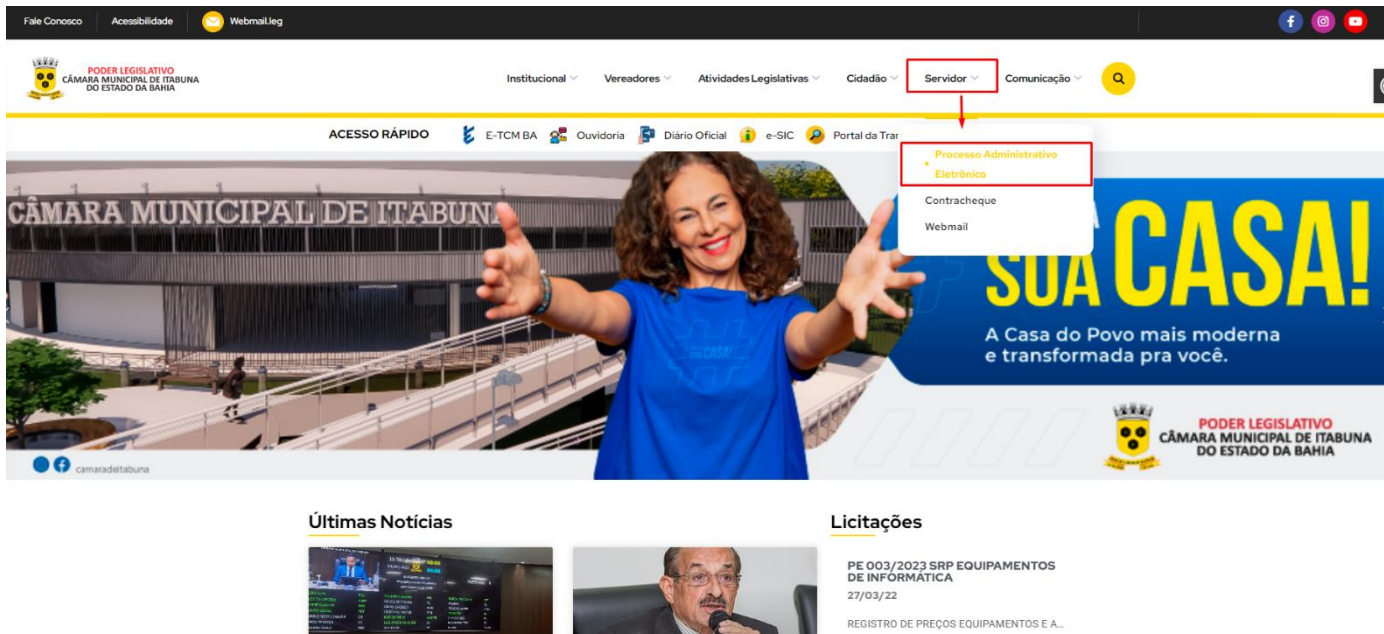 Fale Conosco
Acessibilidade
Webmail.leg
PODER LEGISLATIVO
CÂMARA MUNICIPAL DE ITABUNA
DO ESTADO DA BAHIA
Institucional
Vereadores
Atividades Legislativas
Cidadão
Servidor
Comunicação
ACESSO RÁPIDO
E-TCM BA
Ouvidoria
Diário Oficial
e-SIC
Portal da Tran
Processo Administrativo
Eletrônico
Contracheque
Webmail
CÂMARA MUNICIPAL DE ITABUN
CASA!
SUA CASA!
A Casa do Povo mais moderna
e transformada pra você.
PODER LEGISLATIVO
CÂMARA MUNICIPAL DE ITABUNA
DO ESTADO DA BAHIA
camaradeitabuna
Últimas Notícias
Licitações
PE 003/2023 SRP EQUIPAMENTOS
DE INFORMÁTICA
27/03/22
REGISTRO DE PREÇOS EQUIPAMENTOS E A...